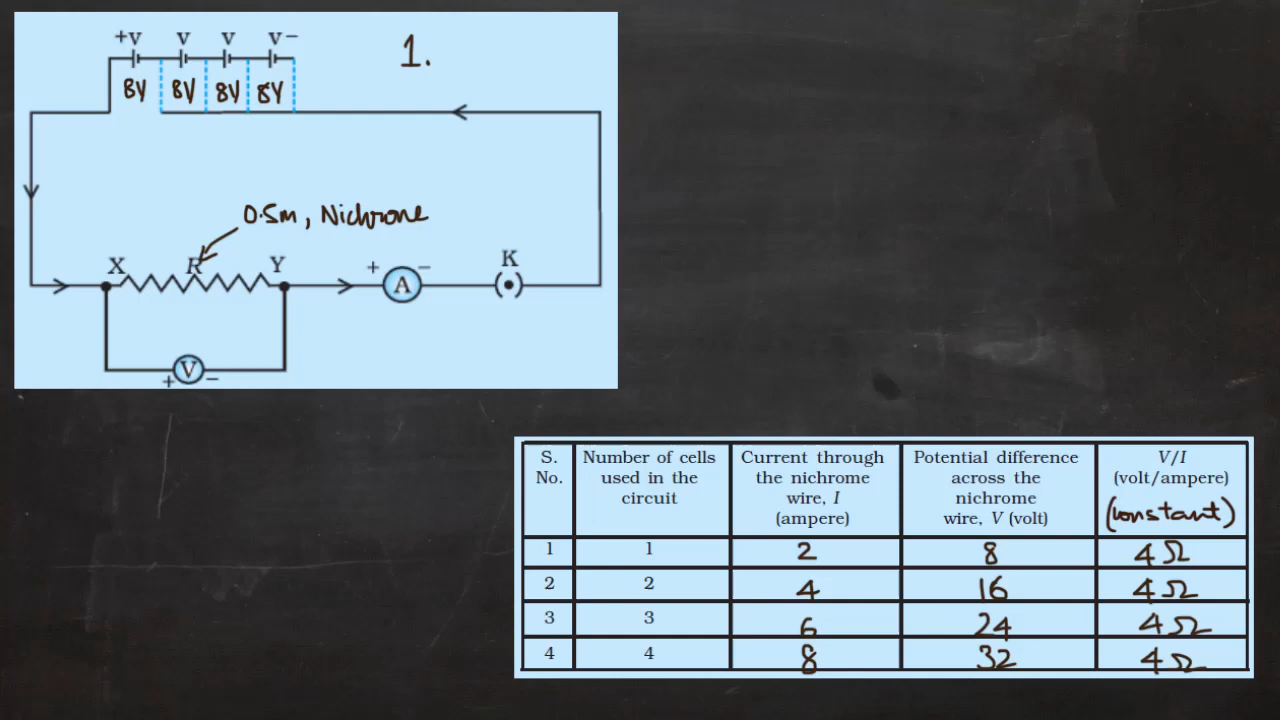 +v v v v−
1.
8V 8V 8V 8V
0.5m, Nichrone
X R Y
+ A −
K
+ V −
S. No. Number of cells used in the circuit Current through the nichrome wire, I (ampere) Potential difference across the nichrome wire, V (volt) V/I (volt/ampere) (constant)
1 1 2 8 4Ω
2 2 4 16 4Ω
3 3 6 24 4Ω
4 4 8 32 4Ω